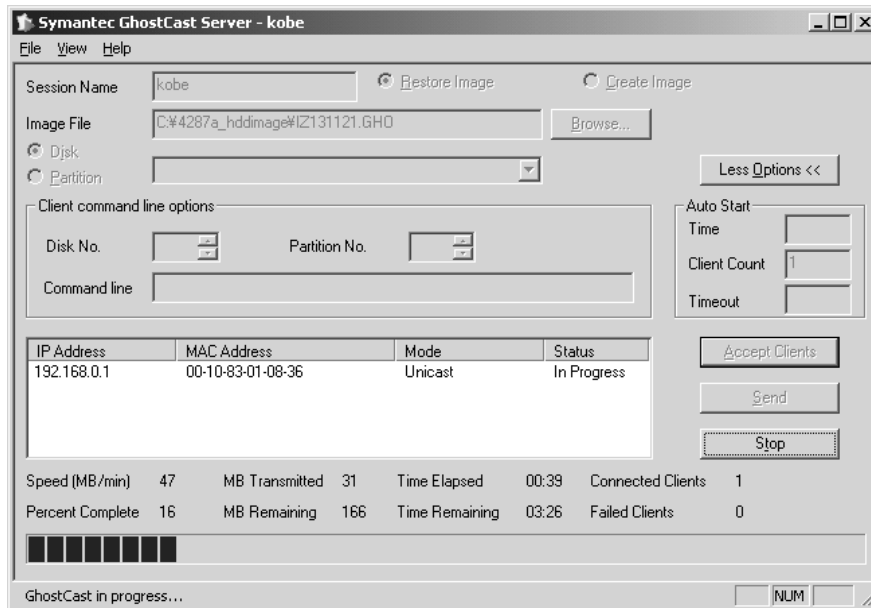 Symantec GhostCast Server - kobe
File View Help
Session Name kobe Restore Image Create Image
Image File C:¥4287a_hddimage¥IZ131121.GHO Browse...
Disk
Partition Less Options <<
Client command line options Auto Start
Disk No. Partition No. Time
Client Count 1
Command line Timeout
IP Address MAC Address Mode Status Accept Clients
192.168.0.1 00-10-83-01-08-36 Unicast In Progress
Send
Stop
Speed (MB/min) 47 MB Transmitted 31 Time Elapsed 00:39 Connected Clients 1
Percent Complete 16 MB Remaining 166 Time Remaining 03:26 Failed Clients 0
GhostCast in progress... NUM